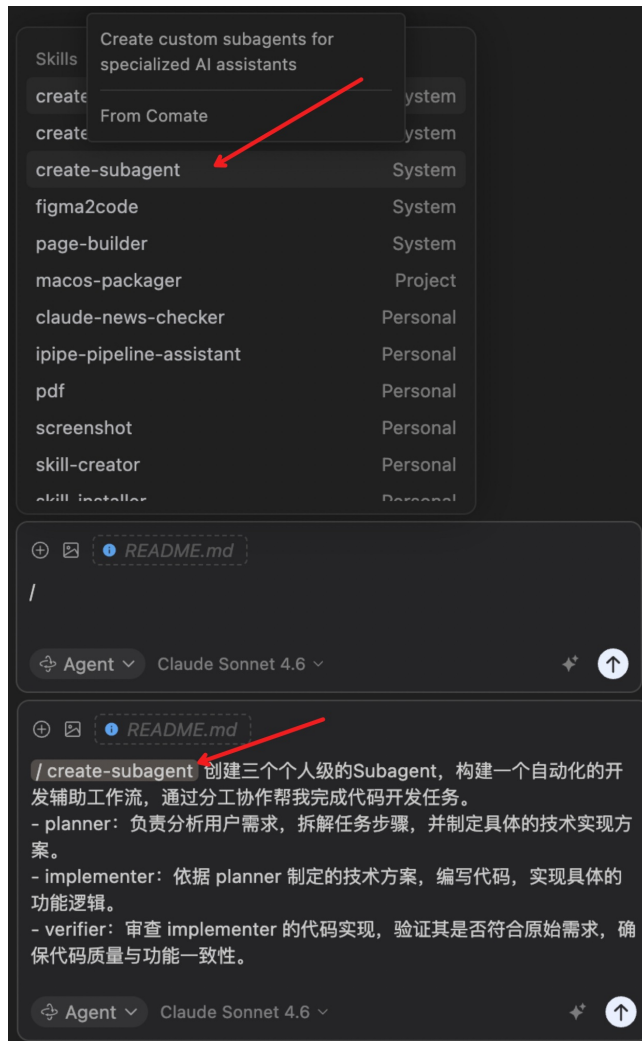 Create custom subagents for
specialized AI assistants
From Comate
Skills
create
ystem
create
ystem
create-subagent System
figma2code System
page-builder System
macos-packager Project
claude-news-checker Personal
ipipe-pipeline-assistant Personal
pdf Personal
screenshot Personal
skill-creator Personal
skill-installer Personal
README.md
/
Agent Claude Sonnet 4.6
README.md
/create-subagent 创建三个个人级的Subagent，构建一个自动化的开
发辅助工作流，通过分工协作帮我完成代码开发任务。
- planner：负责分析用户需求，拆解任务步骤，并制定具体的技术实现方
案。
- implementer：依据 planner 制定的技术方案，编写代码，实现具体的
功能逻辑。
- verifier：审查 implementer 的代码实现，验证其是否符合原始需求，确
保代码质量与功能一致性。
Agent Claude Sonnet 4.6